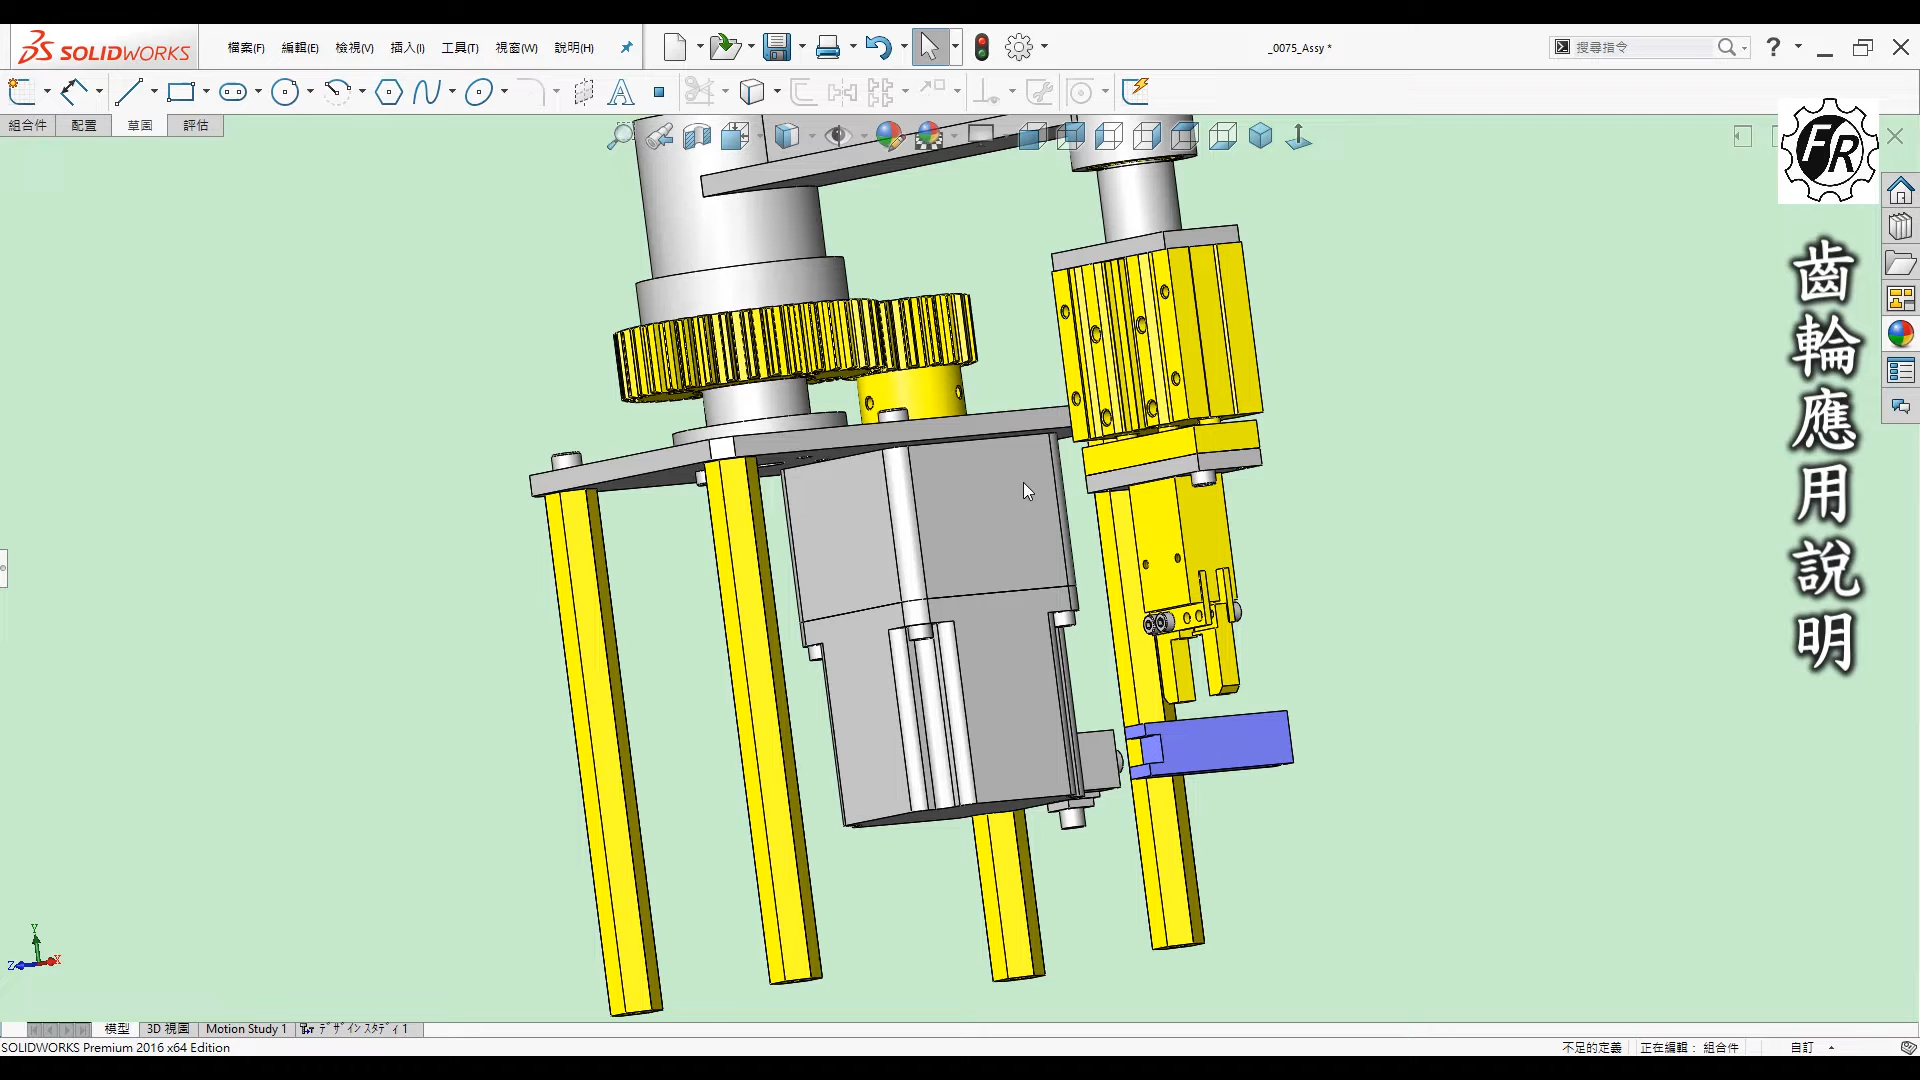 SOLIDWORKS
檔案(F) 編輯(E) 檢視(V) 插入(I) 工具(T) 視窗(W) 說明(H)
_0075_Assy *
搜尋指令
組合件 配置 草圖 評估
FR
齒輪應用說明
Y
Z
X
模型 3D 視圖 Motion Study 1 デザイン スタディ 1
SOLIDWORKS Premium 2016 x64 Edition
不足的定義 正在編輯: 組合件 自訂